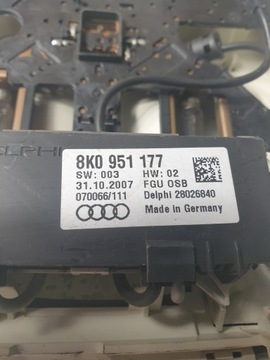 8K0 951 177
SW: 003 HW: 02
31.10.2007 FGU OSB
070066/111 Delphi 28026840
Made in Germany